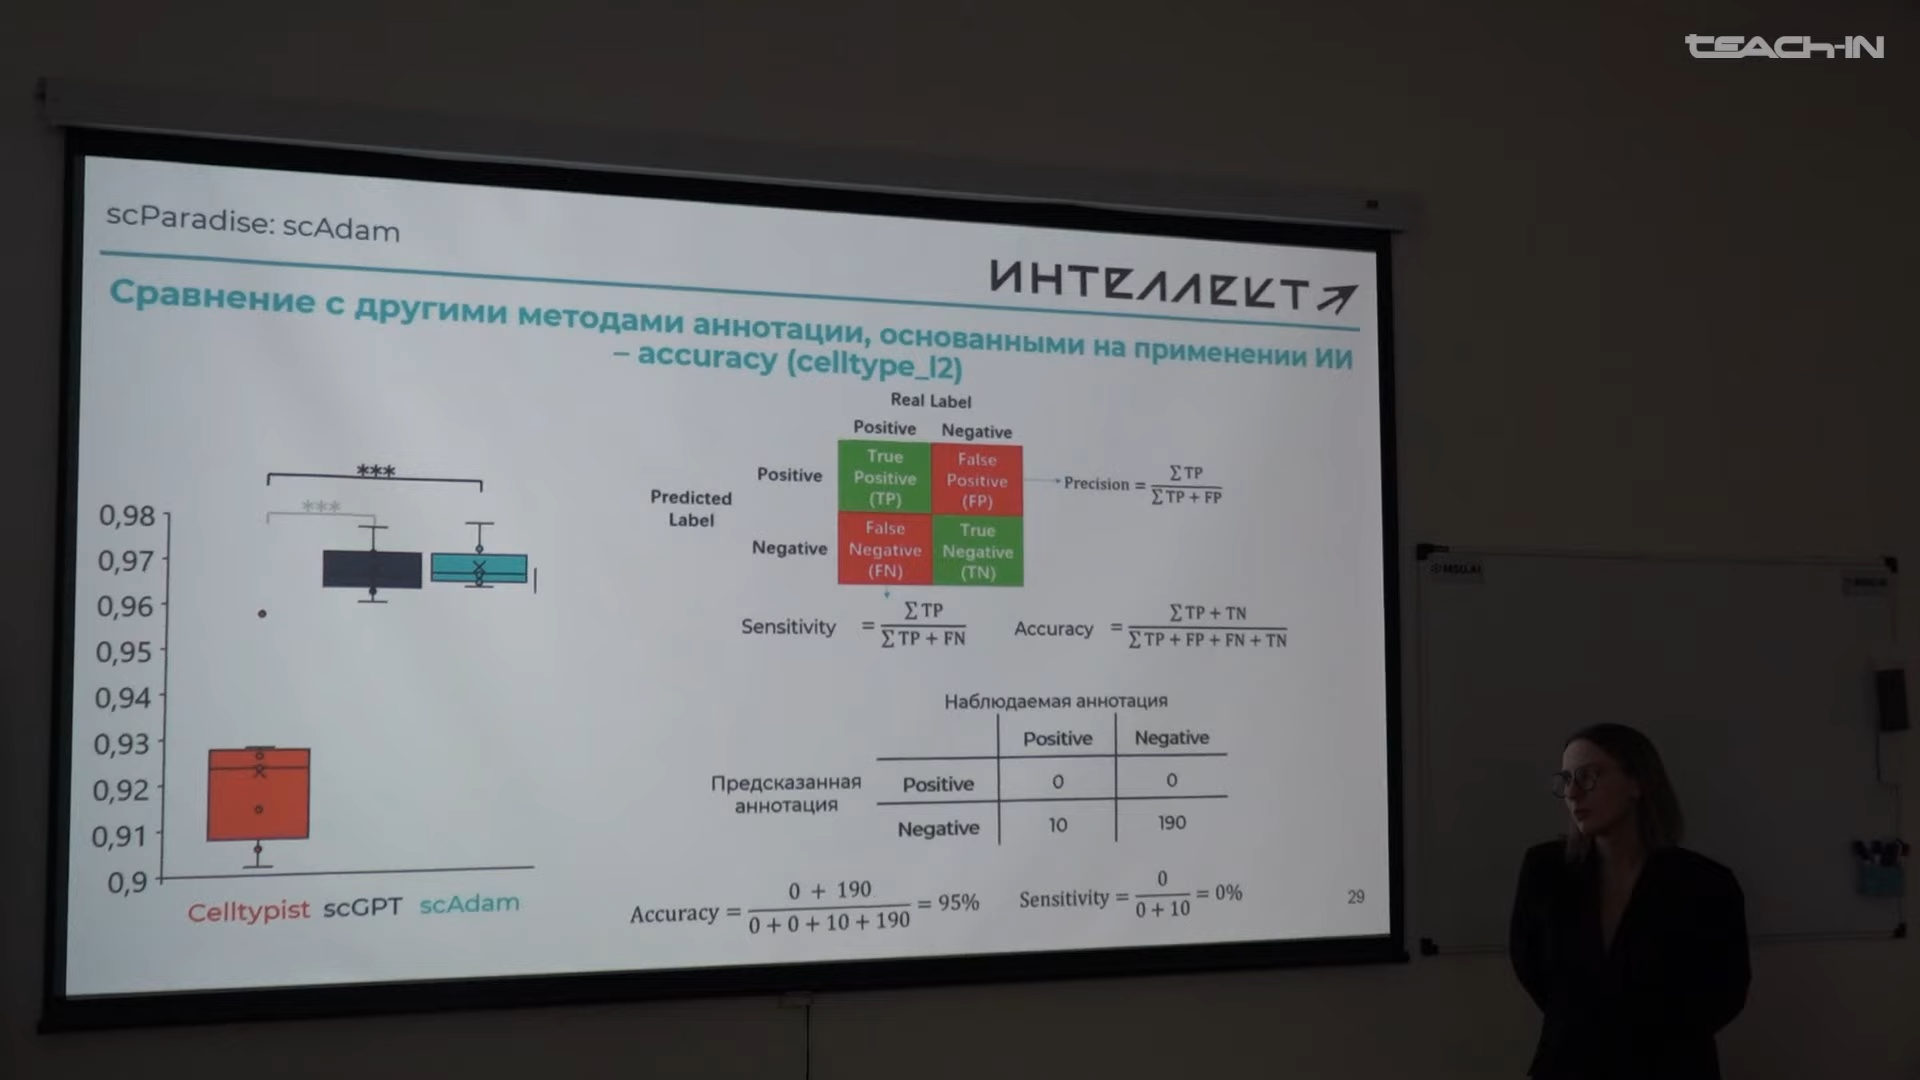 TEACH-IN
scParadise: scAdam
ИНТЕЛЛЕКТ
Сравнение с другими методами аннотации, основанными на применении ИИ
– accuracy (celltype_l2)
Real Label
Positive Negative
Predicted
Label
Positive
Negative
True
Positive
(TP)
False
Positive
(FP)
False
Negative
(FN)
True
Negative
(TN)
Precision = ∑ TP / ∑ TP + FP
Sensitivity = ∑ TP / ∑ TP + FN
Accuracy = ∑ TP + TN / ∑ TP + FP + FN + TN
***
***
0,98
0,97
0,96
0,95
0,94
0,93
0,92
0,91
0,9
Celltypist scGPT scAdam
Наблюдаемая аннотация
Positive Negative
Предсказанная
аннотация
Positive 0 0
Negative 10 190
Accuracy = 0 + 190 / 0 + 0 + 10 + 190 = 95%
Sensitivity = 0 / 0 + 10 = 0%
29